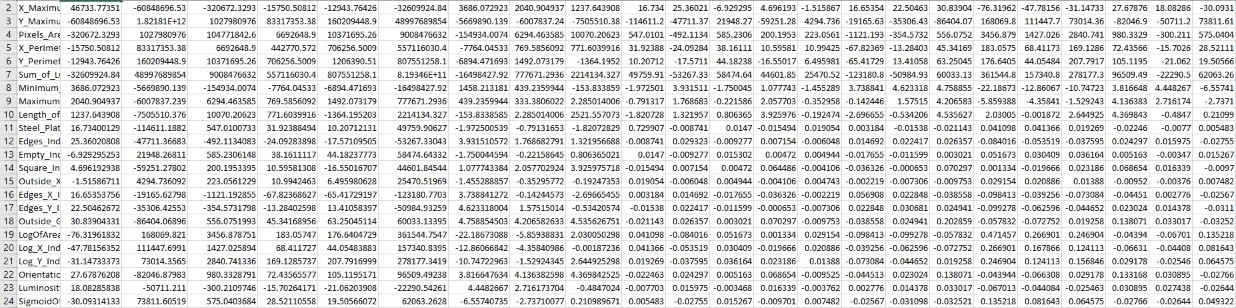 2 X_Maximu 46733.77351 -60848696.53 -320672.3293 -15750.50812 -12943.76426 -32609924.84 3686.072923 2040.904937 1237.643908 16.734 25.36021 -6.929295 4.696193 -1.515867 16.65354 22.50463 30.83904 -76.31962 -47.78156 -31.14733 27.67876 18.08286 -30.0931
3 Y_Maximu -60848696.53 1.82181E+12 1027980976 83317353.38 160209448.9 48997689854 -5669890.139 -6007837.24 -7505510.38 -114611.2 -47711.37 21948.27 -59251.28 4294.736 -19165.63 -35306.43 -86404.07 168069.8 111447.7 73014.36 -82046.9 -50711.2 73811.61
4 Pixels_Are -320672.3293 1027980976 104771842.6 6692648.9 10371695.26 9008476632 -154934.0074 6294.463585 10070.20623 547.0101 -492.1134 585.2306 200.1953 223.0561 -1121.193 -354.5732 556.0752 3456.879 1427.026 2840.741 980.3329 -300.211 575.0404
5 X_Perimet -15750.50812 83317353.38 6692648.9 442770.572 706256.5009 557116030.4 -7764.04533 769.5856092 771.6039916 31.92388 -24.09284 38.16111 10.59581 10.99425 -67.82369 -13.28403 45.34169 183.0575 68.41173 169.1286 72.43566 -15.7026 28.52111
6 Y_Perimet -12943.76426 160209448.9 10371695.26 706256.5009 1206390.51 807551258.1 -6894.471693 1492.073179 -1364.1952 10.20712 -17.5711 44.18238 -16.55017 6.495981 -65.41729 13.41058 63.25045 176.6405 44.05484 207.7917 105.1195 -21.062 19.50566
7 Sum_of_L -32609924.84 48997689854 9008476632 557116030.4 807551258.1 8.19346E+11 -16498427.92 777671.2936 2214134.327 49759.91 -53267.33 58474.64 44601.85 25470.52 -123180.8 -50984.93 60033.13 361544.8 157340.8 278177.3 96509.49 -22290.5 62063.26
8 Minimum_ 3686.072923 -5669890.139 -154934.0074 -7764.04533 -6894.471693 -16498427.92 1458.213181 439.2359944 -153.833859 -1.972501 3.931511 -1.750045 1.077743 -1.455289 3.738841 4.623318 4.758855 -22.18673 -12.86067 -10.74723 3.816648 4.448267 -6.55741
9 Maximum 2040.904937 -6007837.239 6294.463585 769.5856092 1492.073179 777671.2936 439.2359944 333.3806022 2.285014006 -0.791317 1.768683 -0.221586 2.057703 -0.352958 -0.142446 1.57515 4.206583 -5.859388 -4.35841 -1.529243 4.136383 2.716174 -2.7371
10 Length_of 1237.643908 -7505510.376 10070.20623 771.6039916 -1364.195203 2214134.327 -153.8338585 2.285014006 2521.557073 -1.820728 1.321957 0.806365 3.925976 -0.192474 -2.696655 -0.534206 4.535627 2.03005 -0.001872 2.644925 4.369843 -0.4847 0.21099
11 Steel_Plat 16.73400129 -114611.1882 547.0100733 31.92388494 10.20712131 49759.90627 -1.972500539 -0.79131653 -1.82072829 0.729907 -0.008741 0.0147 -0.015494 0.019054 0.003184 -0.01538 -0.021143 0.041098 0.041366 0.019269 -0.02246 -0.0077 0.005483
12 Edges_Ind 25.36020816 -47711.36683 -492.1134083 -24.09283898 -17.57109505 -53267.33043 3.931510572 1.768682791 1.321956688 -0.008741 0.029323 -0.009277 0.007154 -0.006048 0.014692 0.022417 0.026357 -0.084016 -0.053519 -0.037595 0.024297 0.015975 -0.02755
13 Empty_Inc -6.929295253 21948.26811 585.2306148 38.1611117 44.18237773 58474.64332 -1.750044594 -0.22158645 0.806365021 0.0147 -0.009277 0.015302 0.00472 0.004944 -0.017655 -0.011599 0.003021 0.051673 0.030409 0.036164 0.005163 -0.00347 0.015267
14 Square_In 4.696192938 -59251.27802 200.1953395 10.59581308 -16.55016707 44601.84544 1.077743384 2.057702924 3.925975718 -0.015494 0.007154 0.00472 0.064486 -0.004106 -0.036326 -0.000653 0.070297 0.001334 -0.019666 0.023186 0.068654 0.016339 -0.0097
15 Outside_X -1.51586711 4294.736092 223.0561229 10.9942463 6.495980628 25470.51969 -1.455288857 -0.35295772 -0.19247353 0.019054 -0.006048 0.004944 -0.004106 0.004743 -0.002219 -0.007306 -0.009753 0.029154 0.020886 0.01388 -0.00952 -0.00376 0.007482
16 Edges_X_I 16.65353756 -19165.62798 -1121.192855 -67.82368627 -65.41729197 -123180.7703 3.738841272 -0.14244573 -2.69665455 0.003184 0.014692 -0.017655 -0.036326 -0.002219 0.056908 0.022848 -0.038558 -0.098413 -0.039256 -0.073084 -0.04451 0.002776 -0.02567
17 Edges_Y_I 22.50462672 -35306.42553 -354.5731798 -13.28402598 13.41058397 -50984.93259 4.623318004 1.57515014 -0.53420574 -0.01538 0.022417 -0.011599 -0.000653 -0.007306 0.022848 0.030081 0.024941 -0.099278 -0.062596 -0.044652 0.023034 0.014378 -0.0311
18 Outside_G 30.83904331 -86404.06896 556.0751993 45.34168956 63.25045104 60033.13395 4.758854503 4.206582633 4.535626751 -0.021143 0.026357 0.003021 0.070297 -0.009753 -0.038558 0.024941 0.202859 -0.057832 -0.072752 0.019258 0.138071 0.033017 -0.03252
19 LogOfArea -76.31961832 168069.821 3456.878751 183.05747 176.6404729 361544.7547 -22.18673088 -5.85938831 2.030050298 0.041098 -0.084016 0.051673 0.001334 0.029154 -0.098413 -0.099278 -0.057832 0.471457 0.266901 0.246904 -0.04394 -0.06701 0.135218
20 Log_X_Ind -47.78156352 111447.6991 1427.025894 68.411727 44.05483883 157340.8395 -12.86066842 -4.35840986 -0.00187236 0.041366 -0.053519 0.030409 -0.019666 0.020886 -0.039256 -0.062596 -0.072752 0.266901 0.167866 0.124113 -0.06631 -0.04408 0.081643
21 Log_Y_Ind -31.14733373 73014.3565 2840.741336 169.1285737 207.7916959 278177.3419 -10.74722903 -1.52924345 2.644925298 0.019269 -0.037595 0.036164 0.023186 0.01388 -0.073084 -0.044652 0.019258 0.246904 0.124113 0.156846 0.029178 -0.02546 0.064575
22 Orientatic 27.67876208 -82046.87983 980.3328791 72.43565577 105.1195171 96509.49238 3.816647634 4.136382598 4.369842525 -0.022463 0.024297 0.005163 0.068654 -0.009525 -0.044513 0.023034 0.138071 -0.043944 -0.066308 0.029178 0.133168 0.030895 -0.02766
23 Luminosit 18.08285838 -50711.211 -300.2109746 -15.70264171 -21.06203908 -22290.54261 4.4482667 2.716173704 -0.4847024 -0.007703 0.015975 -0.003468 0.016339 -0.003762 0.002776 0.014378 0.033017 -0.067013 -0.044077 -0.025459 0.030895 0.027438 -0.02644
24 SigmoidO -30.09314133 73811.60519 575.0403684 28.52110558 19.50566072 62063.2628 -6.55740735 -2.73710077 0.210989671 0.005483 -0.02755 0.015267 -0.009701 0.007482 -0.02567 -0.031098 -0.032521 0.135218 0.081643 0.064575 -0.02766 -0.02644 0.049322